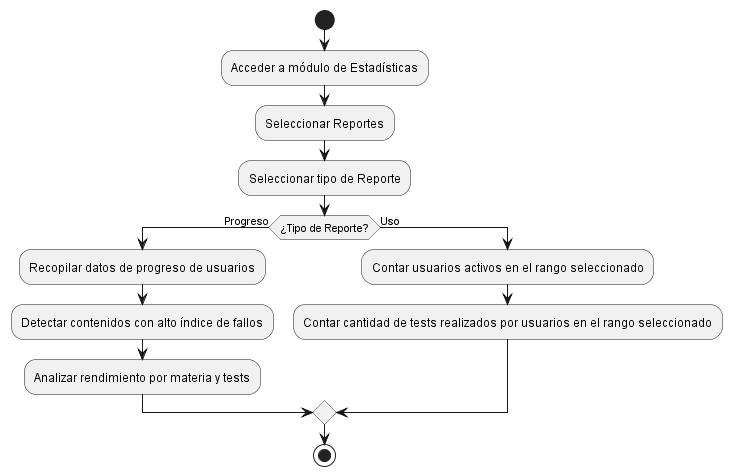 Acceder a módulo de Estadísticas
Seleccionar Reportes
Seleccionar tipo de Reporte
Progreso
¿Tipo de Reporte?
Uso
Recopilar datos de progreso de usuarios
Contar usuarios activos en el rango seleccionado
Detectar contenidos con alto índice de fallos
Contar cantidad de tests realizados por usuarios en el rango seleccionado
Analizar rendimiento por materia y tests